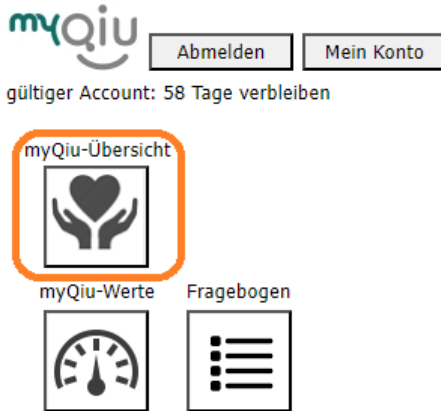 myQiu
Abmelden Mein Konto
gültiger Account: 58 Tage verbleiben
myQiu-Übersicht
myQiu-Werte Fragebogen